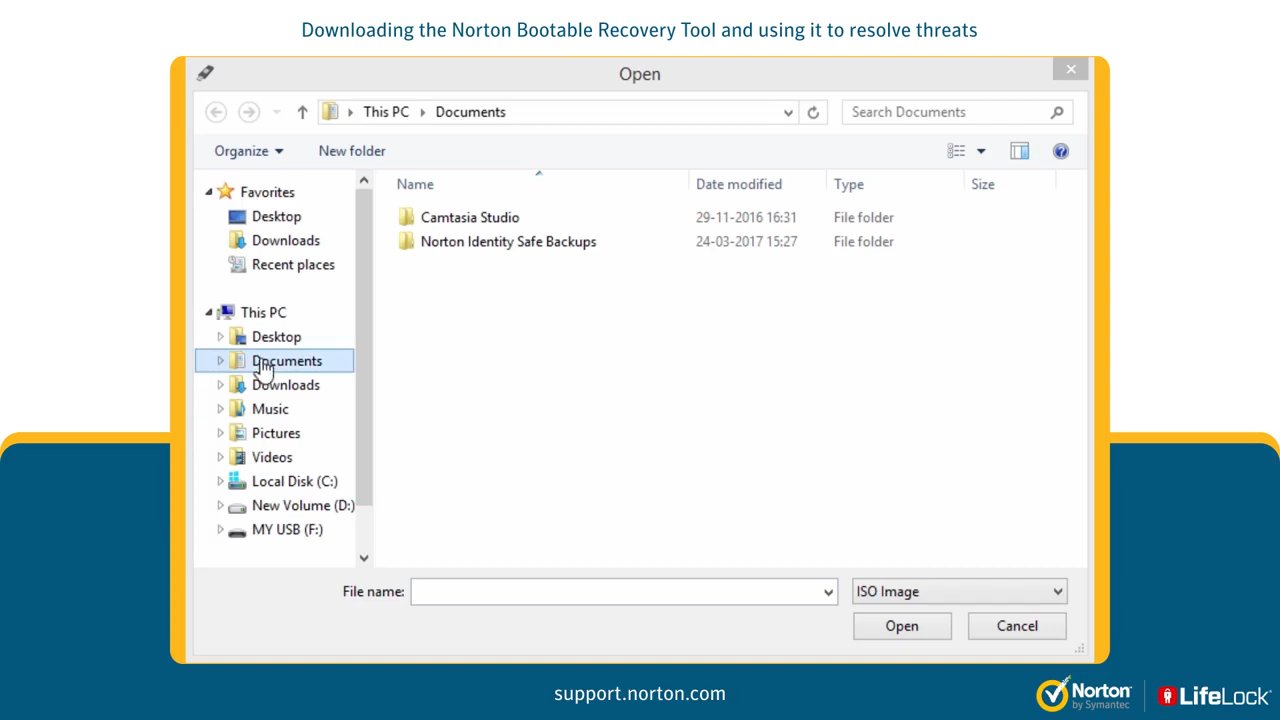 Downloading the Norton Bootable Recovery Tool and using it to resolve threats
Open
This PC Documents
Search Documents
Organize New folder
Name Date modified Type Size
Camtasia Studio 29-11-2016 16:31 File folder
Norton Identity Safe Backups 24-03-2017 15:27 File folder
Favorites
Desktop
Downloads
Recent places
This PC
Desktop
Documents
Downloads
Music
Pictures
Videos
Local Disk (C:)
New Volume (D:)
MY USB (F:)
File name: ISO Image
Open Cancel
support.norton.com
Norton
by Symantec
LifeLock